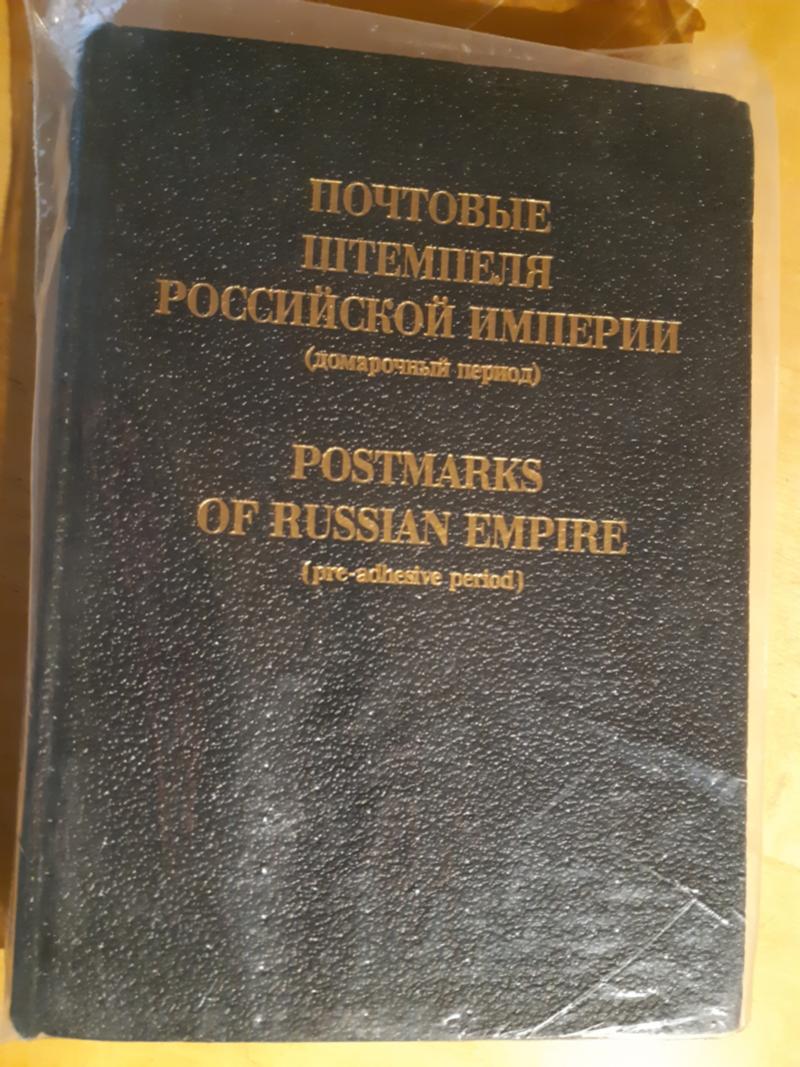 ПОЧТОВЫЕ
ШТЕМПЕЛЯ
РОССИЙСКОЙ ИМПЕРИИ
(домарочный период)
POSTMARKS
OF RUSSIAN EMPIRE
(pre-adhesive period)